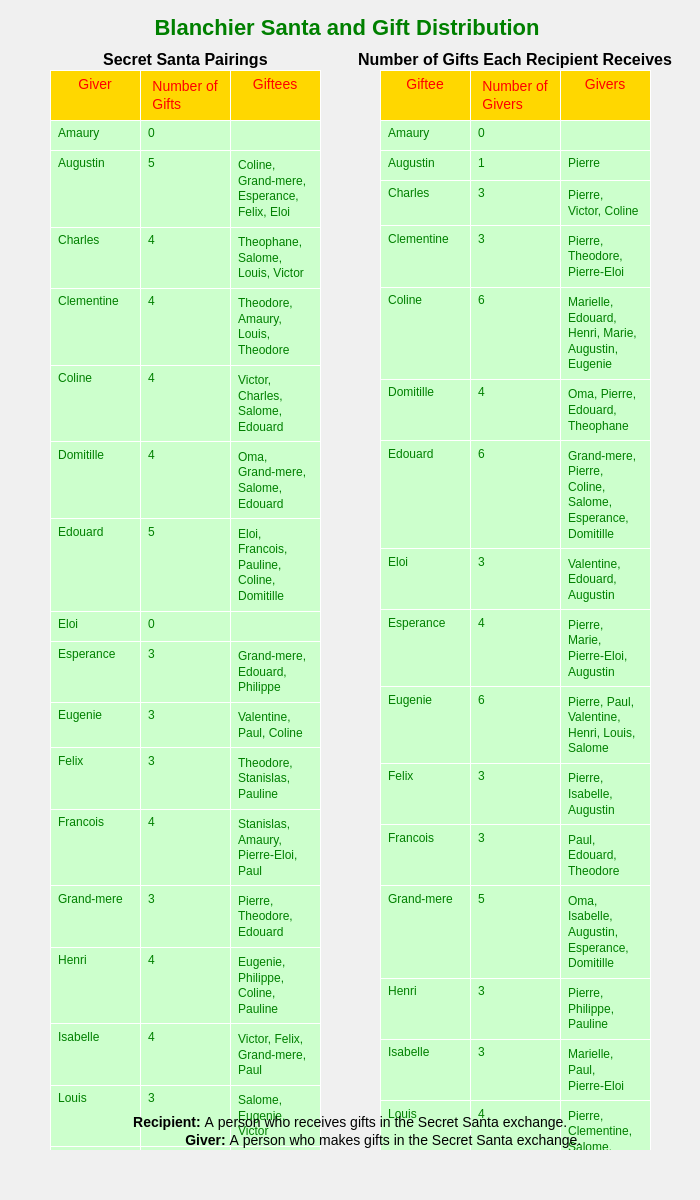 Blanchier Santa and Gift Distribution
Secret Santa Pairings
Giver
Number of
Gifts
Giftees
Amaury
0
Augustin
5
Coline,
Grand-mere,
Esperance,
Felix, Eloi
Charles
4
Theophane,
Salome,
Louis, Victor
Clementine
4
Theodore,
Amaury,
Louis,
Theodore
Coline
4
Victor,
Charles,
Salome,
Edouard
Domitille
4
Oma,
Grand-mere,
Salome,
Edouard
Edouard
5
Eloi,
Francois,
Pauline,
Coline,
Domitille
Eloi
0
Esperance
3
Grand-mere,
Edouard,
Philippe
Eugenie
3
Valentine,
Paul, Coline
Felix
3
Theodore,
Stanislas,
Pauline
Francois
4
Stanislas,
Amaury,
Pierre-Eloi,
Paul
Grand-mere
3
Pierre,
Theodore,
Edouard
Henri
4
Eugenie,
Philippe,
Coline,
Pauline
Isabelle
4
Victor, Felix,
Grand-mere,
Paul
Louis
3
Salome,
Eugenie,
Victor
Number of Gifts Each Recipient Receives
Giftee
Number of
Givers
Givers
Amaury
0
Augustin
1
Pierre
Charles
3
Pierre,
Victor, Coline
Clementine
3
Pierre,
Theodore,
Pierre-Eloi
Coline
6
Marielle,
Edouard,
Henri, Marie,
Augustin,
Eugenie
Domitille
4
Oma, Pierre,
Edouard,
Theophane
Edouard
6
Grand-mere,
Pierre,
Coline,
Salome,
Esperance,
Domitille
Eloi
3
Valentine,
Edouard,
Augustin
Esperance
4
Pierre,
Marie,
Pierre-Eloi,
Augustin
Eugenie
6
Pierre, Paul,
Valentine,
Henri, Louis,
Salome
Felix
3
Pierre,
Isabelle,
Augustin
Francois
3
Paul,
Edouard,
Theodore
Grand-mere
5
Oma,
Isabelle,
Augustin,
Esperance,
Domitille
Henri
3
Pierre,
Philippe,
Pauline
Isabelle
3
Marielle,
Paul,
Pierre-Eloi
Louis
4
Pierre,
Clementine,
Salome,
Recipient: A person who receives gifts in the Secret Santa exchange.
Giver: A person who makes gifts in the Secret Santa exchange.